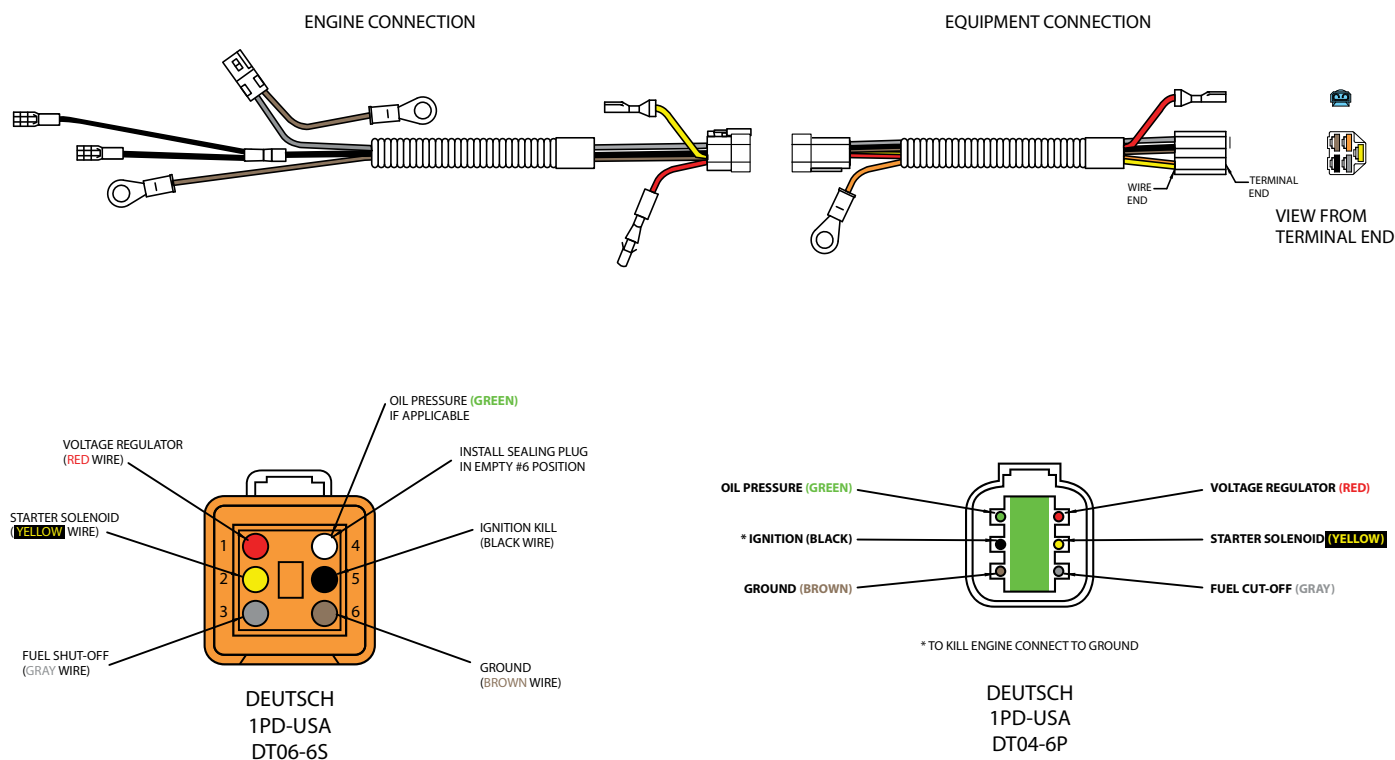 ENGINE CONNECTION
EQUIPMENT CONNECTION
WIRE
END
TERMINAL
END
VIEW FROM
TERMINAL END
OIL PRESSURE (GREEN)
IF APPLICABLE
VOLTAGE REGULATOR
(RED WIRE)
INSTALL SEALING PLUG
IN EMPTY #6 POSITION
STARTER SOLENOID
(YELLOW WIRE)
IGNITION KILL
(BLACK WIRE)
1
4
2
5
3
6
FUEL SHUT-OFF
(GRAY WIRE)
GROUND
(BROWN WIRE)
DEUTSCH
1PD-USA
DT06-6S
OIL PRESSURE (GREEN)
VOLTAGE REGULATOR (RED)
* IGNITION (BLACK)
STARTER SOLENOID (YELLOW)
GROUND (BROWN)
FUEL CUT-OFF (GRAY)
* TO KILL ENGINE CONNECT TO GROUND
DEUTSCH
1PD-USA
DT04-6P